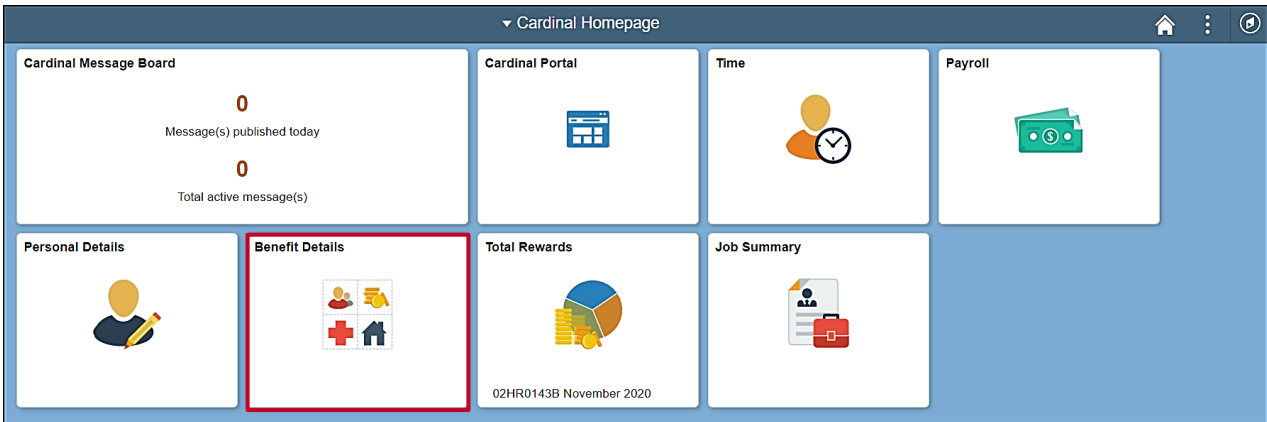 Cardinal Homepage
Cardinal Message Board
0
Message(s) published today
0
Total active message(s)
Cardinal Portal
Time
Payroll
Personal Details
Benefit Details
Total Rewards
02HR0143B November 2020
Job Summary